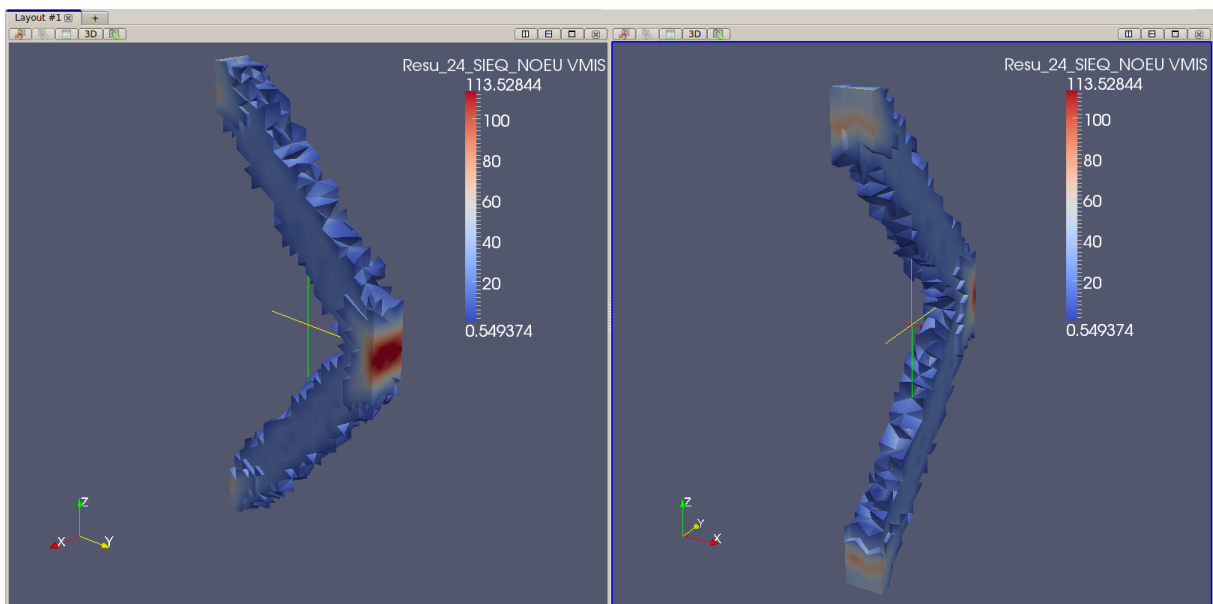 Layout #1
+
3D
3D
Resu_24_SIEQ_NOEU VMIS
113.52844
100
80
60
40
20
0.549374
Z
X
Y
Resu_24_SIEQ_NOEU VMIS
113.52844
100
80
60
40
20
0.549374
Z
Y
X